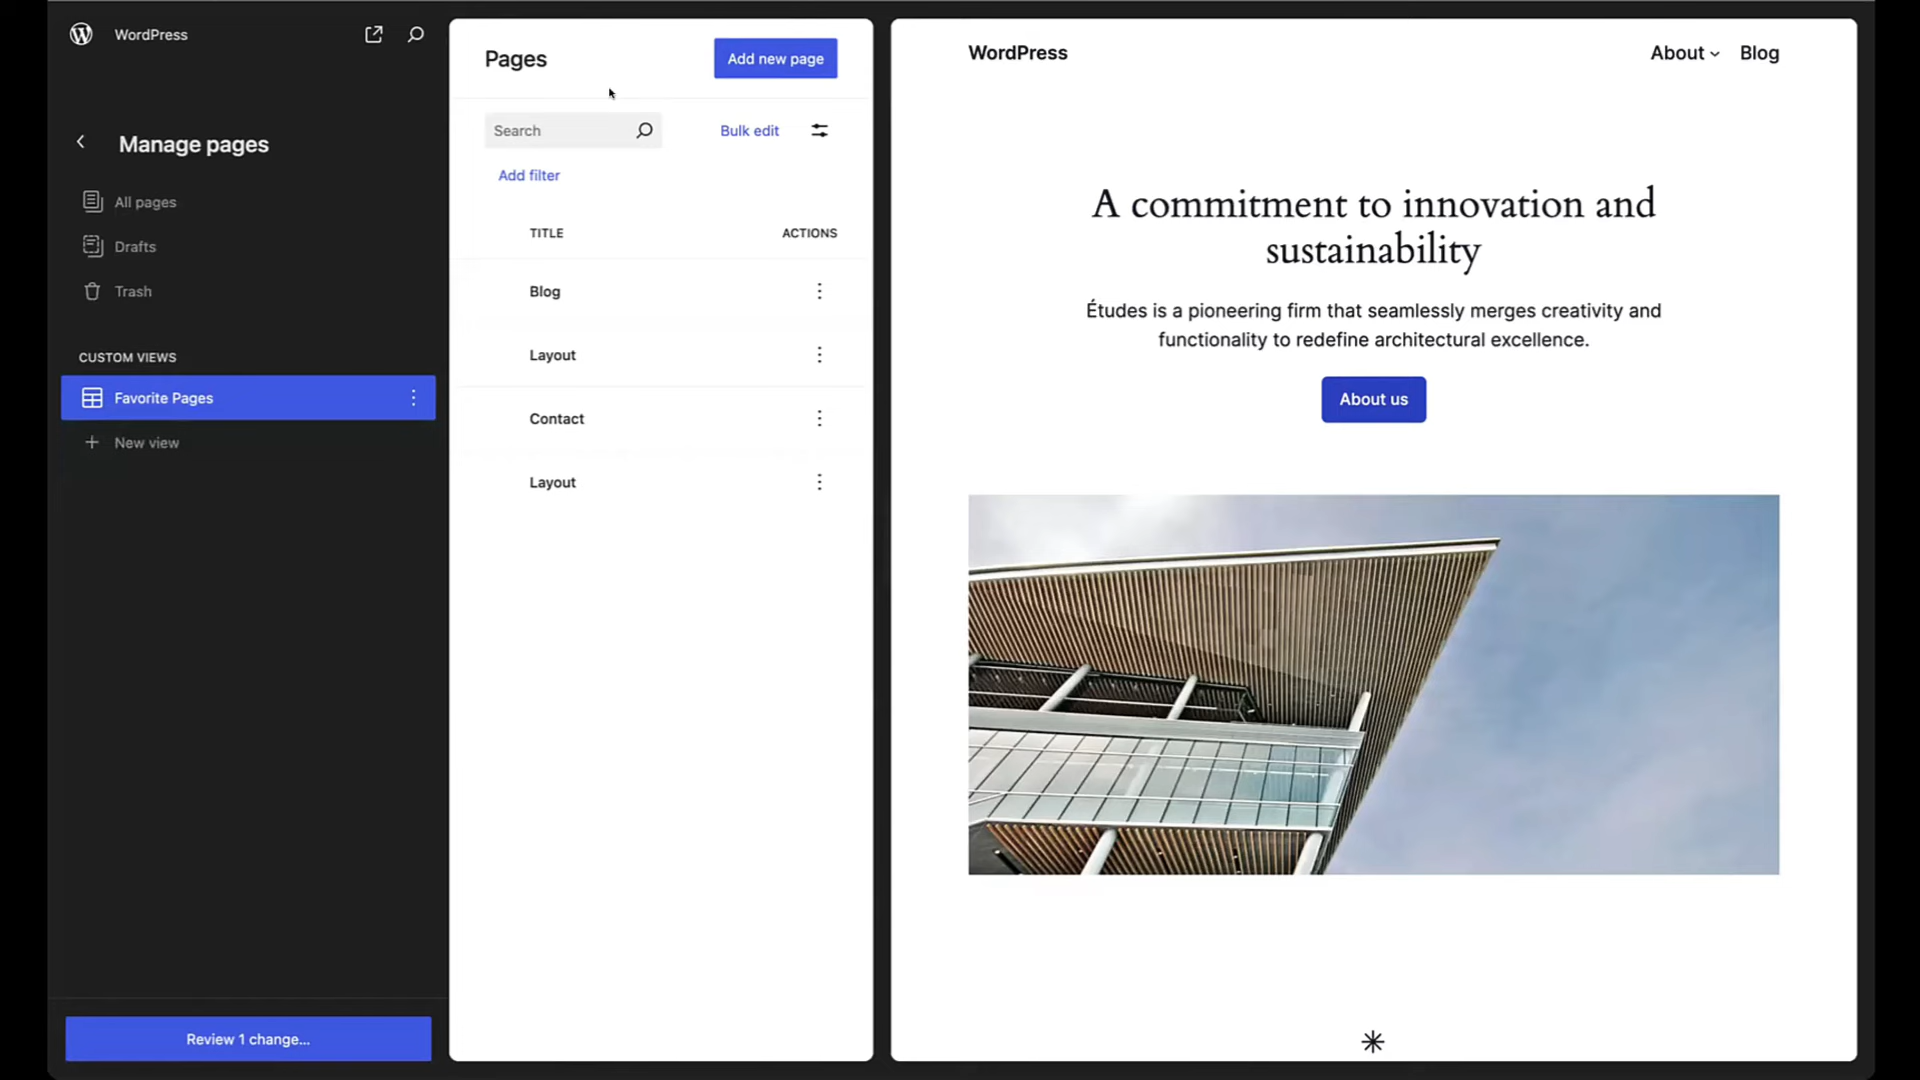 WordPress
Manage pages
All pages
Drafts
Trash
CUSTOM VIEWS
Favorite Pages
New view
Review 1 change...
Pages
Add new page
Search
Bulk edit
Add filter
TITLE
ACTIONS
Blog
Layout
Contact
Layout
WordPress
About
Blog
A commitment to innovation and
sustainability
Études is a pioneering firm that seamlessly merges creativity and
functionality to redefine architectural excellence.
About us